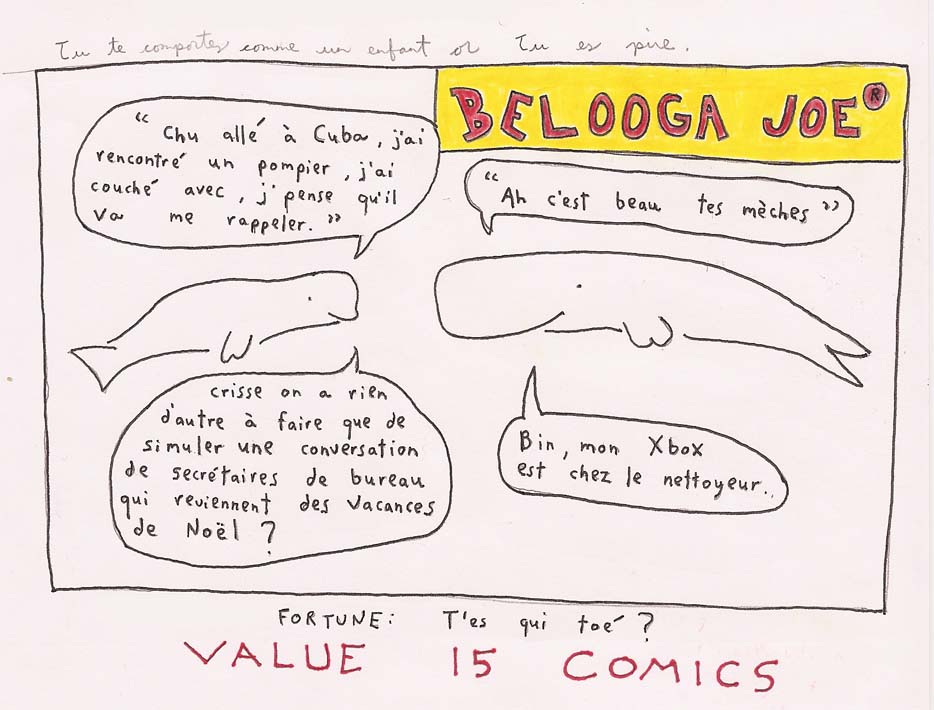 Tu te comportes comme un enfant or Tu es pire.
BELOOGA JOE®
“ Chu allé à Cuba, j'ai
rencontré un pompier, j'ai
couché avec, j'pense qu'il
va me rappeler. ”
“ Ah c'est beau tes mèches ”
crisse on a rien
d'autre à faire que de
simuler une conversation
de secrétaires de bureau
qui reviennent des vacances
de Noël ?
Bin, mon Xbox
est chez le nettoyeur..
FORTUNE: T'es qui toé ?
VALUE 15 COMICS